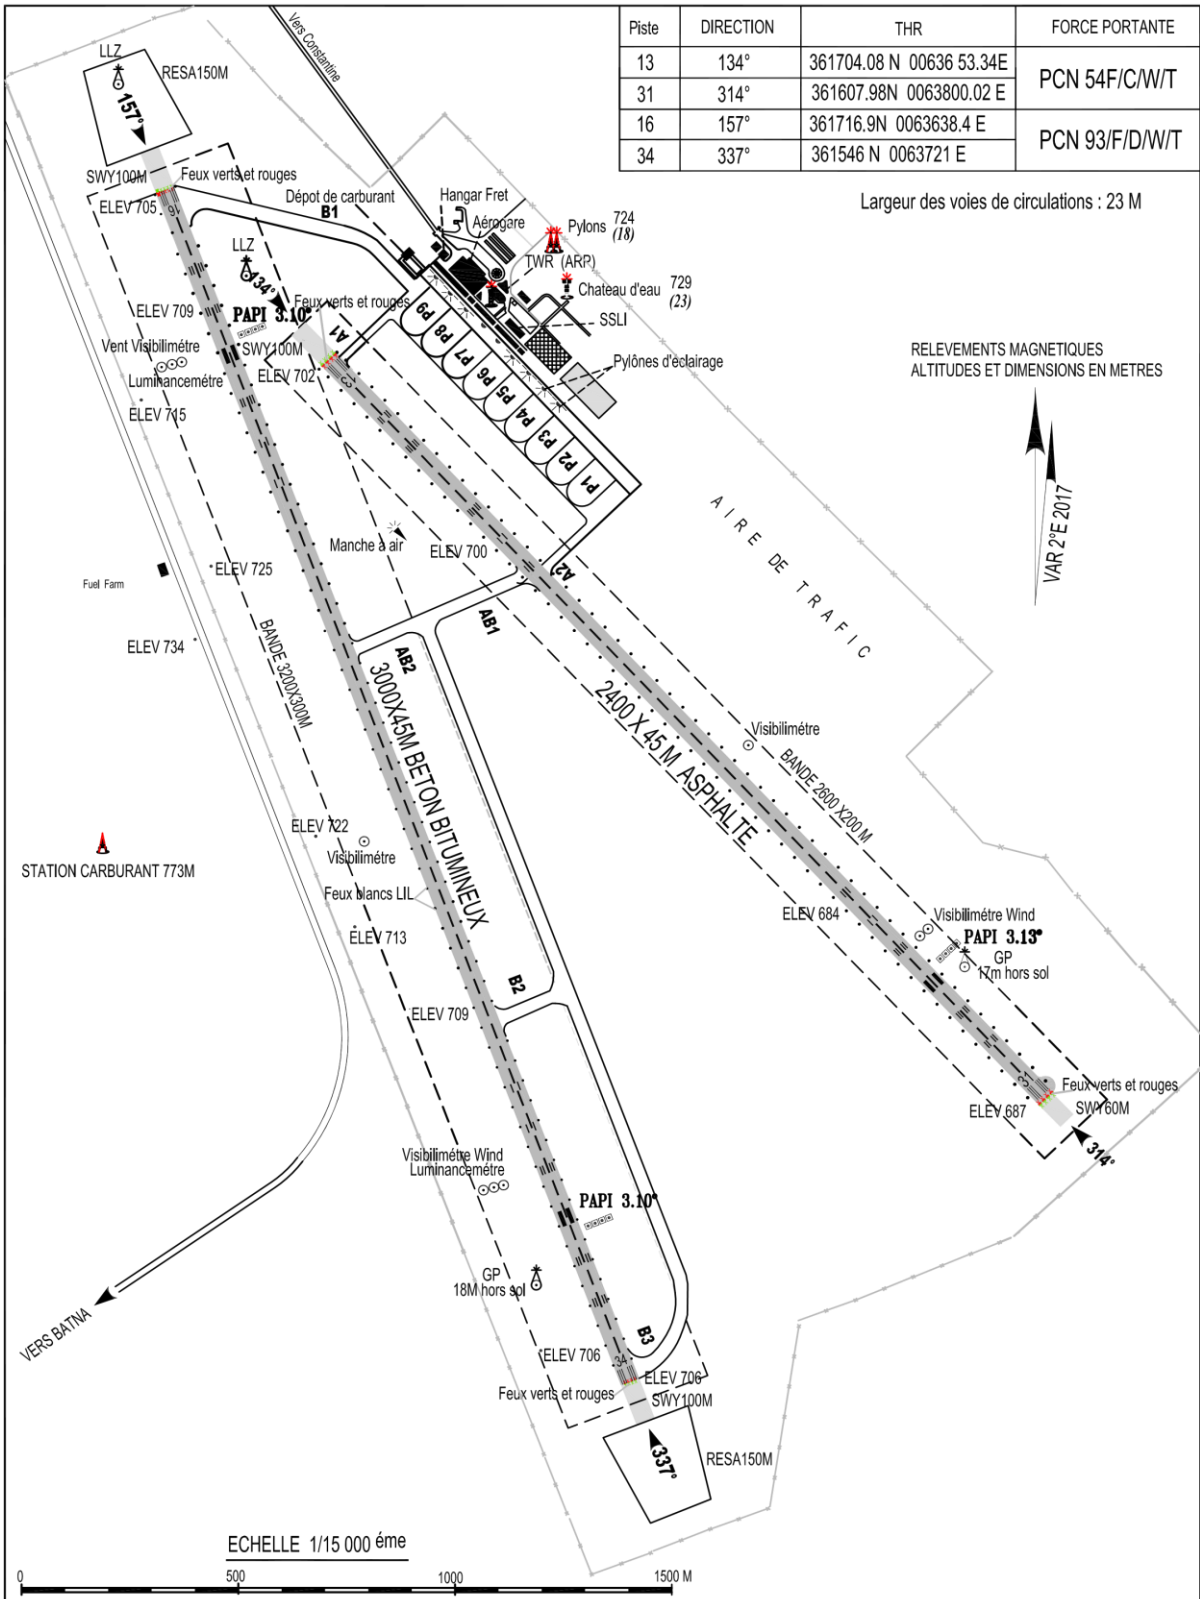 Piste DIRECTION THR FORCE PORTANTE
13 134° 361704.08 N 00636 53.34E PCN 54F/C/W/T
31 314° 361607.98N 0063800.02 E
16 157° 361716.9N 0063638.4 E PCN 93/F/D/W/T
34 337° 361546 N 0063721 E
Largeur des voies de circulations : 23 M
RELEVEMENTS MAGNETIQUES
ALTITUDES ET DIMENSIONS EN METRES
VAR 2°E 2017
Vers Constantine
LLZ
RESA150M
157°
SWY100M
Feux verts et rouges
ELEV 705
16
Dépot de carburant
B1
Hangar Fret
Aérogare
Pylons 724
(18)
TWR (ARP)
Chateau d'eau 729
(23)
SSLI
Pylônes d'eclairage
LLZ
134°
Feux verts et rouges
A1
ELEV 709
PAPI 3.10°
SWY100M
ELEV 702
13
Vent Visibilimétre
Luminancemétre
ELEV 715
P9
P8
P7
P6
P5
P4
P3
P2
P1
AIRE DE TRAFIC
Manche à air
ELEV 700
A2
Fuel Farm
ELEV 725
ELEV 734
AB1
AB2
BANDE 3200X300M
3000X45M BETON BITUMINEUX
2400 X 45 M ASPHALTE
Visibilimétre
BANDE 2600 X200 M
STATION CARBURANT 773M
ELEV 722
Visibilimétre
Feux blancs LIL
ELEV 713
ELEV 684
Visibilimétre Wind
PAPI 3.13°
GP
17m hors sol
B2
ELEV 709
31
Feux verts et rouges
ELEV 687
SWY60M
314°
Visibilimétre Wind
Luminancemétre
PAPI 3.10°
GP
18M hors sol
VERS BATNA
B3
ELEV 706
34
ELEV 706
Feux verts et rouges
SWY100M
337°
RESA150M
ECHELLE 1/15 000 éme
0 500 1000 1500 M